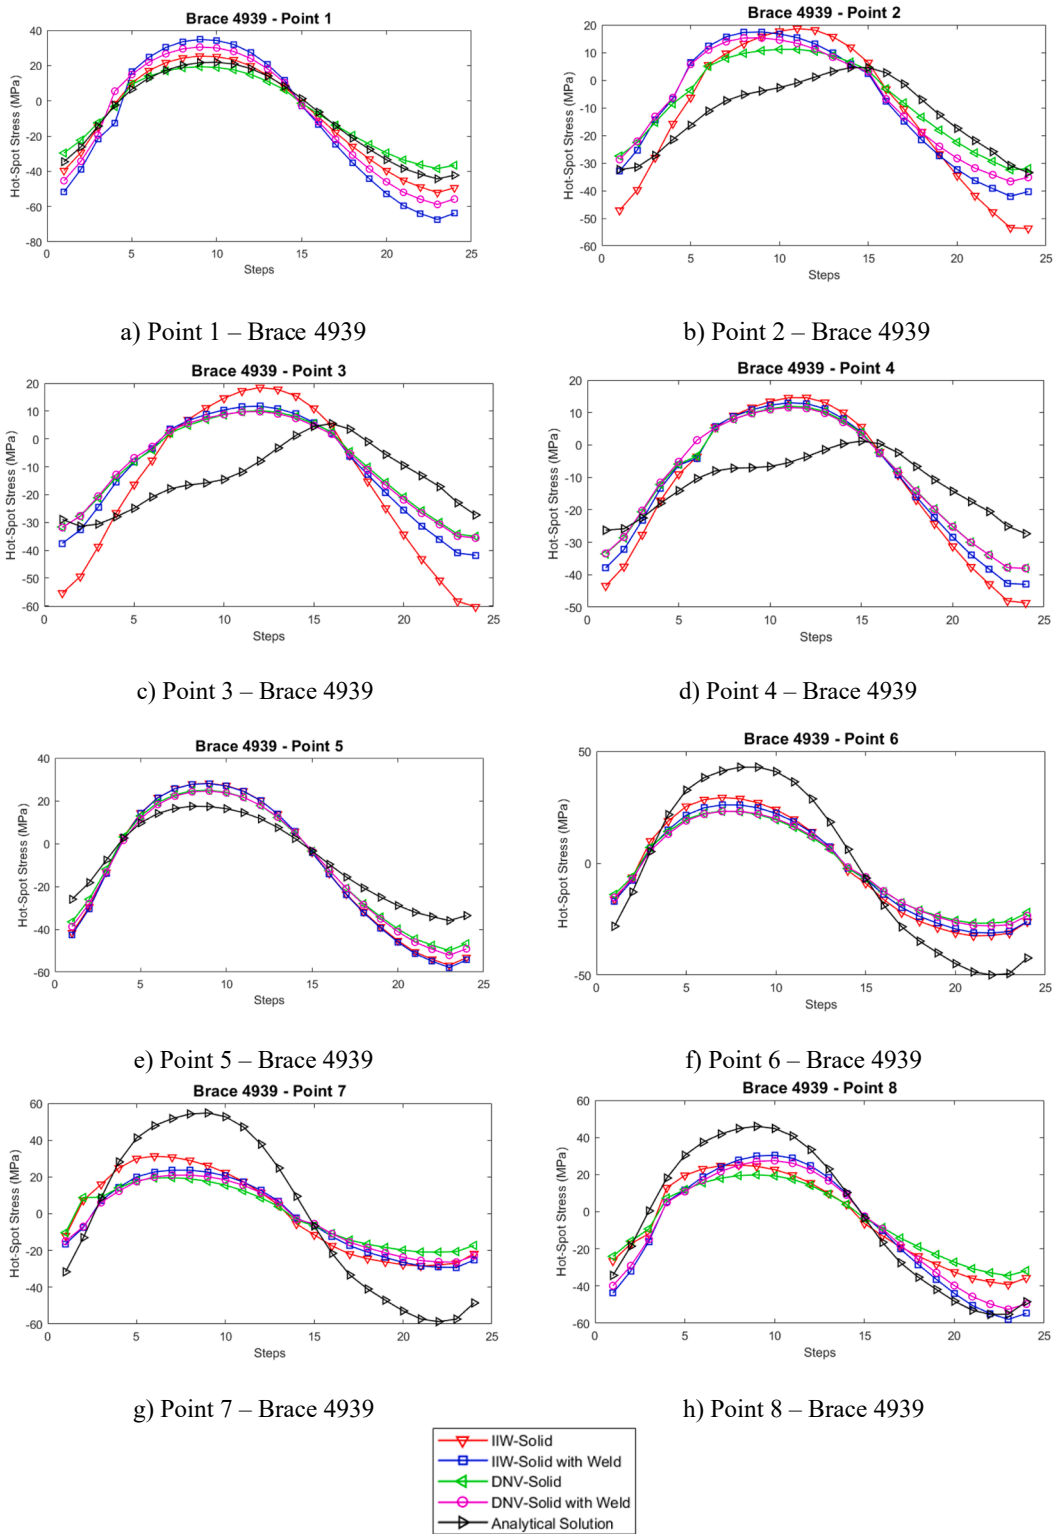 Brace 4939 - Point 1
Hot-Spot Stress (MPa)
40
20
0
-20
-40
-60
-80
0 5 10 15 20 25
Steps
Brace 4939 - Point 2
Hot-Spot Stress (MPa)
20
10
0
-10
-20
-30
-40
-50
-60
0 5 10 15 20 25
Steps
a) Point 1 – Brace 4939
b) Point 2 – Brace 4939
Brace 4939 - Point 3
Hot-Spot Stress (MPa)
20
10
0
-10
-20
-30
-40
-50
-60
0 5 10 15 20 25
Steps
Brace 4939 - Point 4
Hot-Spot Stress (MPa)
20
10
0
-10
-20
-30
-40
-50
0 5 10 15 20 25
Steps
c) Point 3 – Brace 4939
d) Point 4 – Brace 4939
Brace 4939 - Point 5
Hot-Spot Stress (MPa)
40
20
0
-20
-40
-60
0 5 10 15 20 25
Steps
Brace 4939 - Point 6
Hot-Spot Stress (MPa)
50
0
-50
0 5 10 15 20 25
Steps
e) Point 5 – Brace 4939
f) Point 6 – Brace 4939
Brace 4939 - Point 7
Hot-Spot Stress (MPa)
60
40
20
0
-20
-40
-60
0 5 10 15 20 25
Steps
Brace 4939 - Point 8
Hot-Spot Stress (MPa)
60
40
20
0
-20
-40
-60
0 5 10 15 20 25
Steps
g) Point 7 – Brace 4939
h) Point 8 – Brace 4939
IIW-Solid
IIW-Solid with Weld
DNV-Solid
DNV-Solid with Weld
Analytical Solution